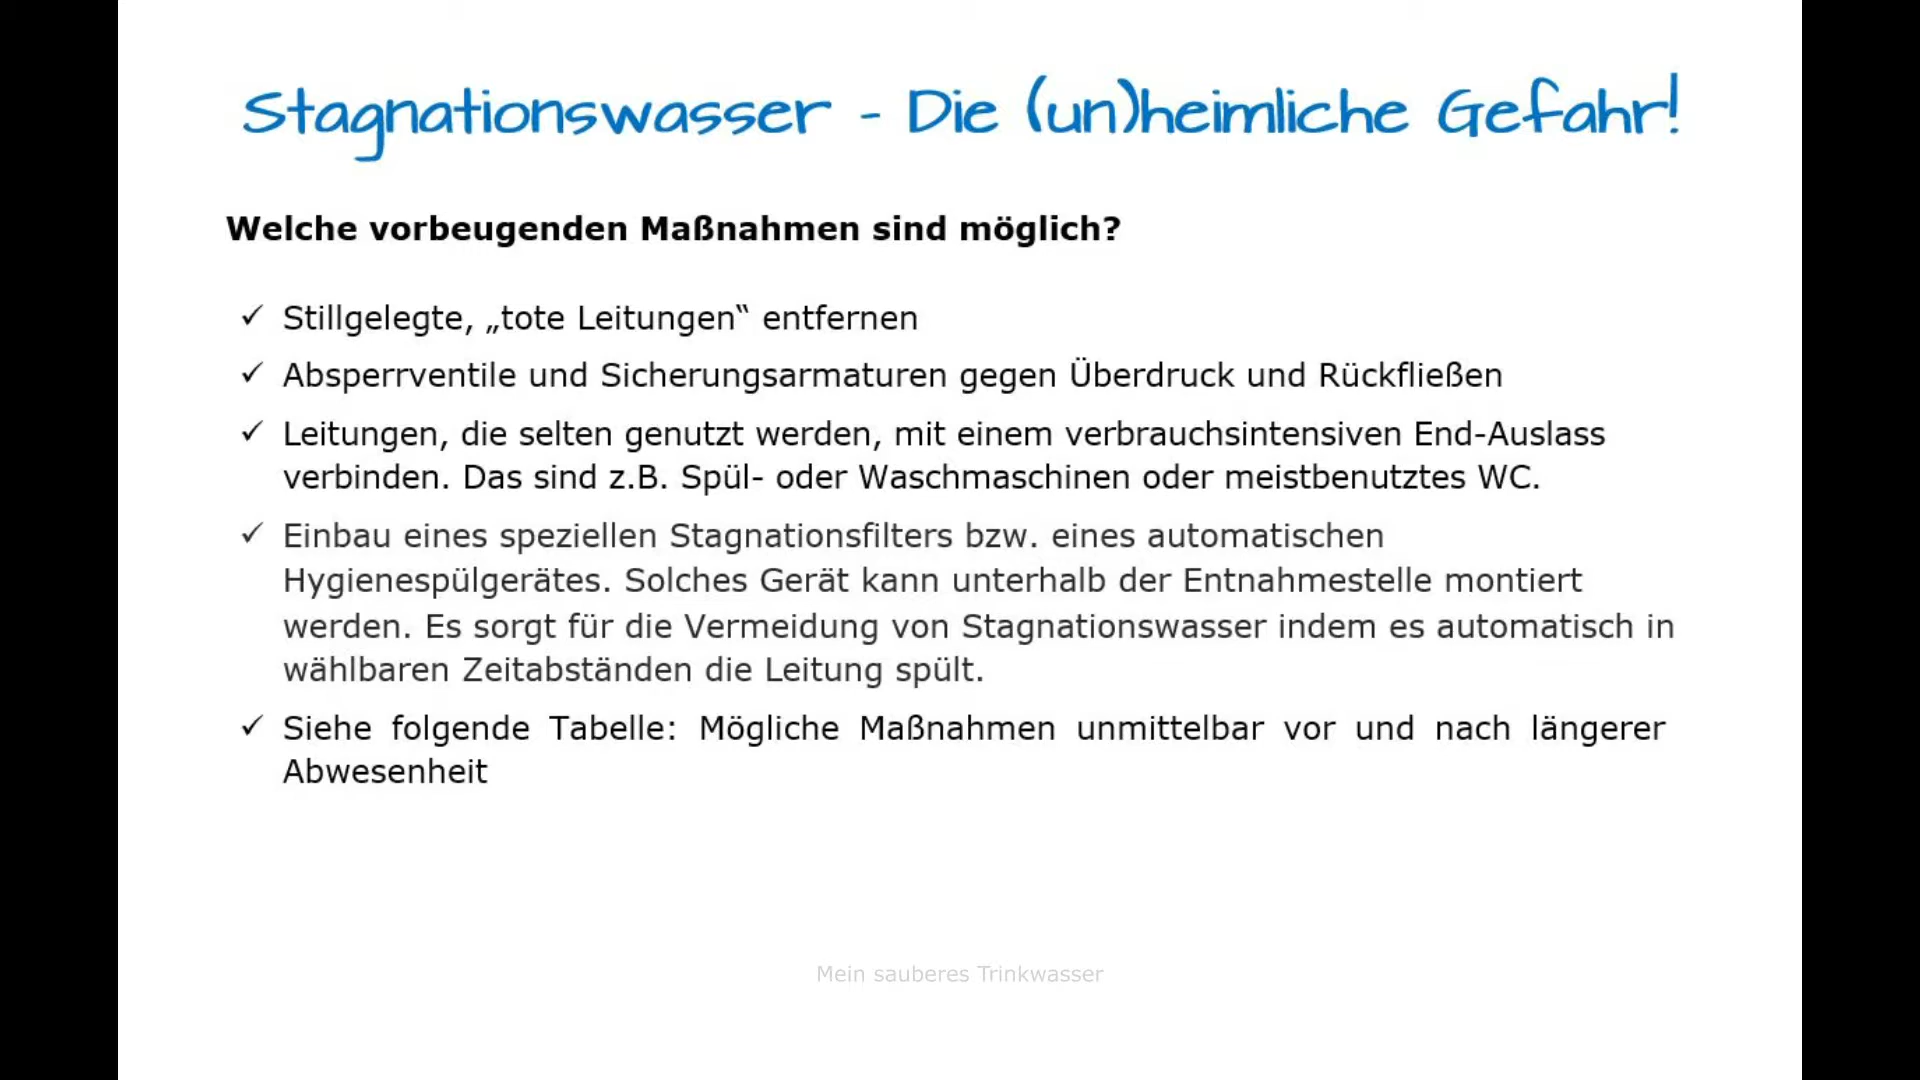 Stagnationswasser - Die (un)heimliche Gefahr!
Welche vorbeugenden Maßnahmen sind möglich?
✓ Stillgelegte, „tote Leitungen“ entfernen
✓ Absperrventile und Sicherungsarmaturen gegen Überdruck und Rückfließen
✓ Leitungen, die selten genutzt werden, mit einem verbrauchsintensiven End-Auslass
verbinden. Das sind z.B. Spül- oder Waschmaschinen oder meistbenutztes WC.
✓ Einbau eines speziellen Stagnationsfilters bzw. eines automatischen
Hygienespülgerätes. Solches Gerät kann unterhalb der Entnahmestelle montiert
werden. Es sorgt für die Vermeidung von Stagnationswasser indem es automatisch in
wählbaren Zeitabständen die Leitung spült.
✓ Siehe folgende Tabelle: Mögliche Maßnahmen unmittelbar vor und nach längerer
Abwesenheit
Mein sauberes Trinkwasser